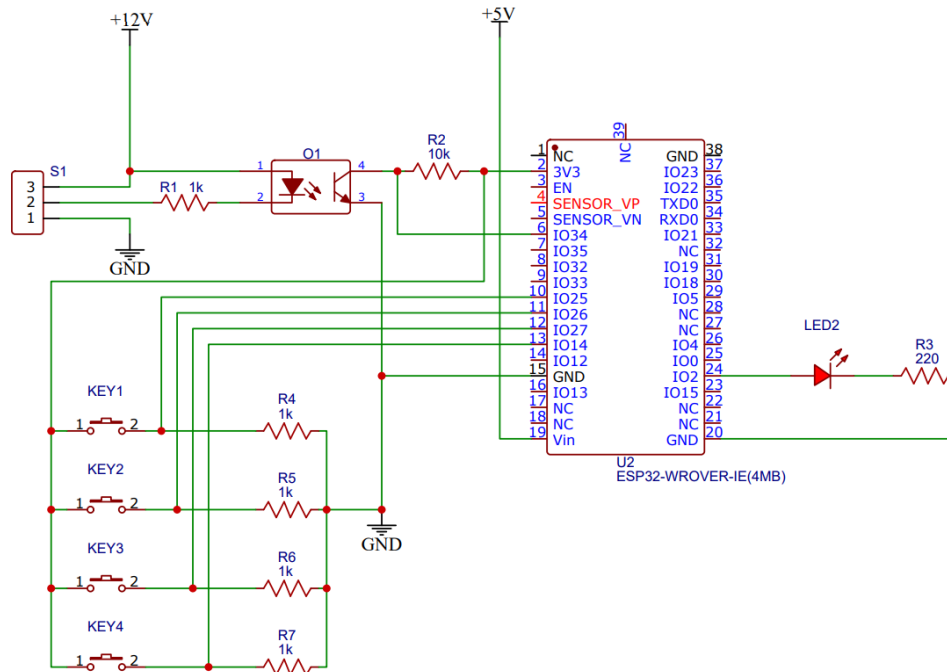 +12V
+5V
S1
3
2
1
R1 1k
GND
O1
1
2
4
3
R2
10k
39
NC
1 NC
2 3V3
3 EN
4 SENSOR_VP
5 SENSOR_VN
6 IO34
7 IO35
8 IO32
9 IO33
10 IO25
11 IO26
12 IO27
13 IO14
14 IO12
15 GND
16 IO13
17 NC
18 NC
19 Vin
GND 38
IO23 37
IO22 36
TXD0 35
RXD0 34
IO21 33
NC 32
IO19 31
IO18 30
IO5 29
NC 28
NC 27
IO4 26
IO0 25
IO2 24
IO15 23
NC 22
NC 21
GND 20
U2
ESP32-WROVER-IE(4MB)
LED2
R3
220
KEY1
1 2
R4
1k
KEY2
1 2
R5
1k
GND
KEY3
1 2
R6
1k
KEY4
1 2
R7
1k